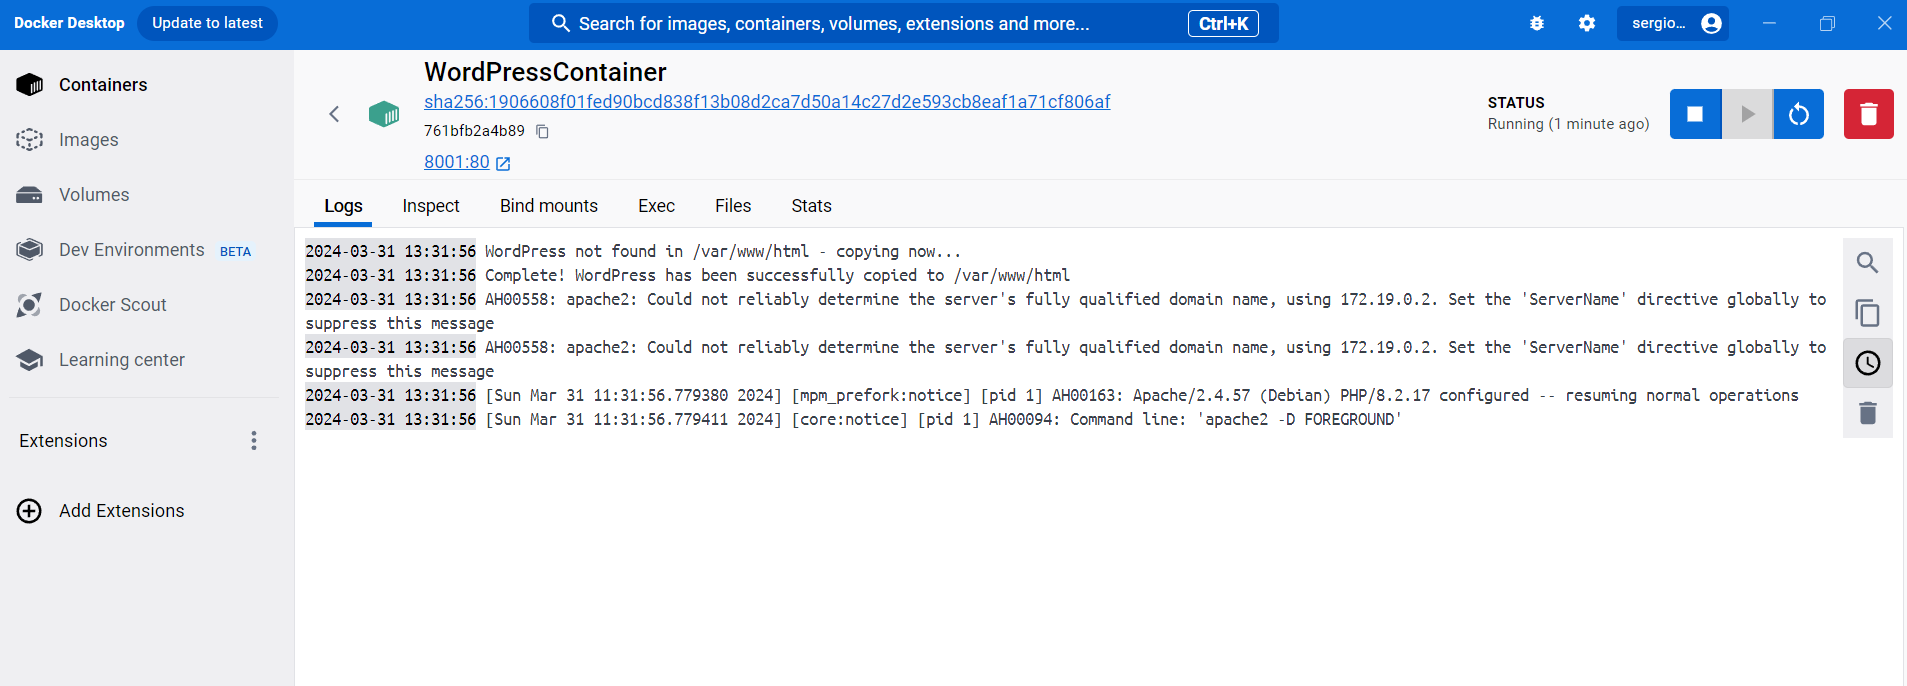 Docker Desktop
Update to latest
Search for images, containers, volumes, extensions and more...
Ctrl+K
sergio...
Containers
Images
Volumes
Dev Environments BETA
Docker Scout
Learning center
Extensions
Add Extensions
WordPressContainer
sha256:1906608f01fed90bcd838f13b08d2ca7d50a14c27d2e593cb8eaf1a71cf806af
761bfb2a4b89
8001:80
STATUS
Running (1 minute ago)
Logs Inspect Bind mounts Exec Files Stats
2024-03-31 13:31:56 WordPress not found in /var/www/html - copying now...
2024-03-31 13:31:56 Complete! WordPress has been successfully copied to /var/www/html
2024-03-31 13:31:56 AH00558: apache2: Could not reliably determine the server's fully qualified domain name, using 172.19.0.2. Set the 'ServerName' directive globally to
suppress this message
2024-03-31 13:31:56 AH00558: apache2: Could not reliably determine the server's fully qualified domain name, using 172.19.0.2. Set the 'ServerName' directive globally to
suppress this message
2024-03-31 13:31:56 [Sun Mar 31 11:31:56.779380 2024] [mpm_prefork:notice] [pid 1] AH00163: Apache/2.4.57 (Debian) PHP/8.2.17 configured -- resuming normal operations
2024-03-31 13:31:56 [Sun Mar 31 11:31:56.779411 2024] [core:notice] [pid 1] AH00094: Command line: 'apache2 -D FOREGROUND'